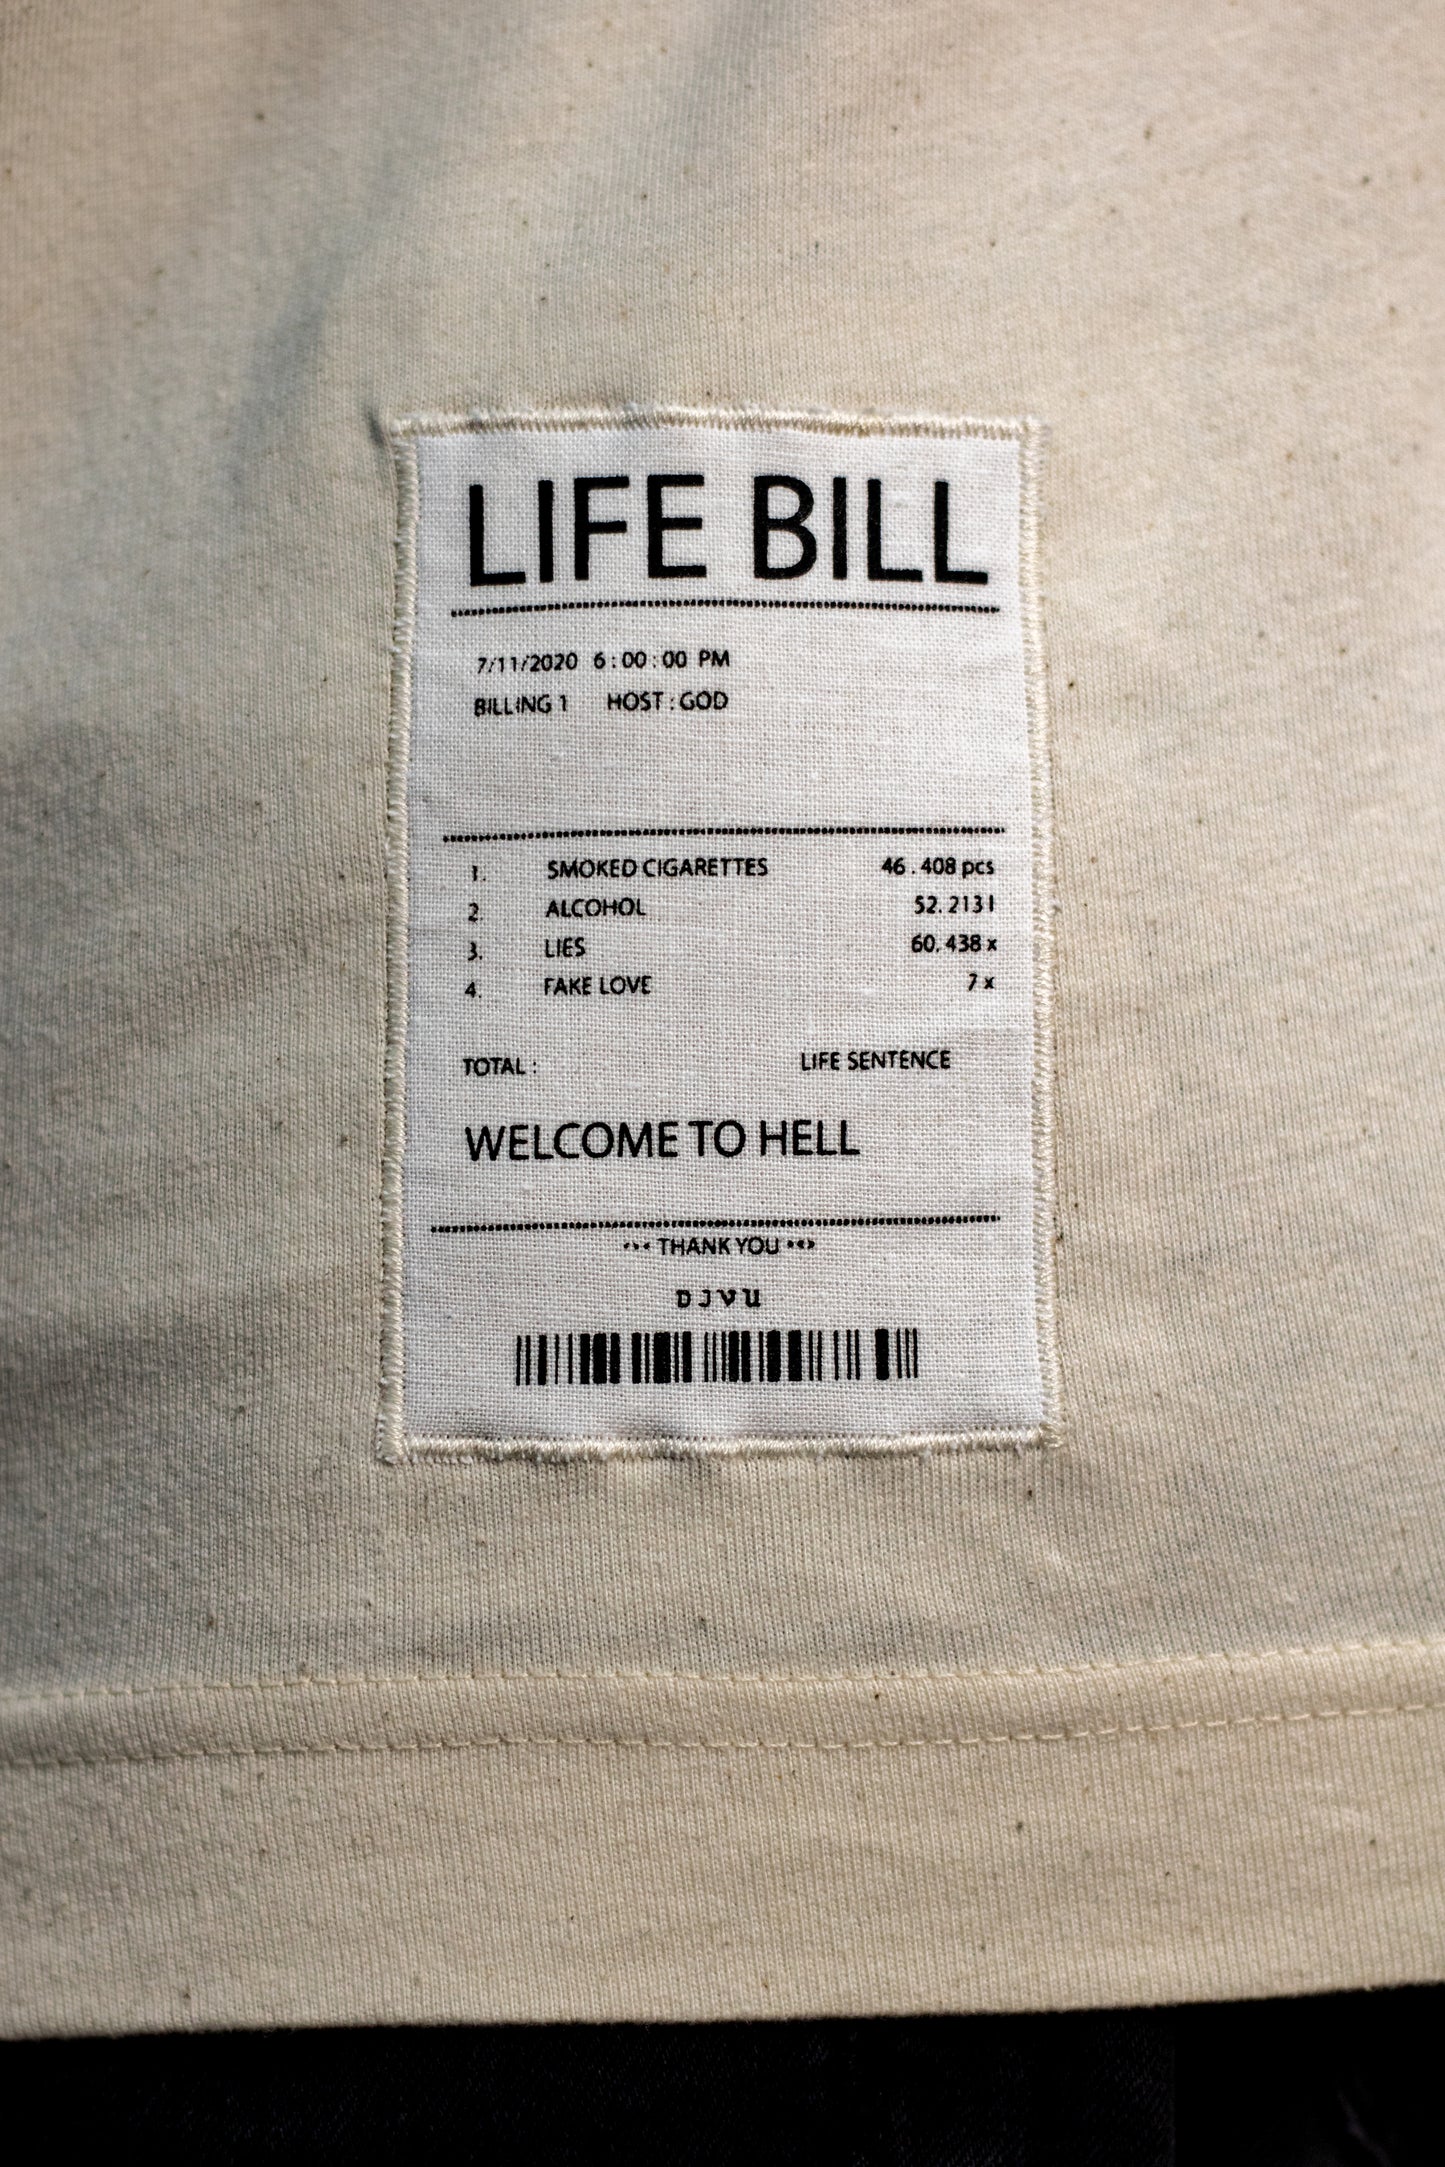 LIFE BILL
7/11/2020 6:00:00 PM
BILLING 1 HOST : GOD
1. SMOKED CIGARETTES 46.408 pcs
2. ALCOHOL 52.213 l
3. LIES 60.438 x
4. FAKE LOVE 7 x
TOTAL : LIFE SENTENCE
WELCOME TO HELL
THANK YOU
DJVU